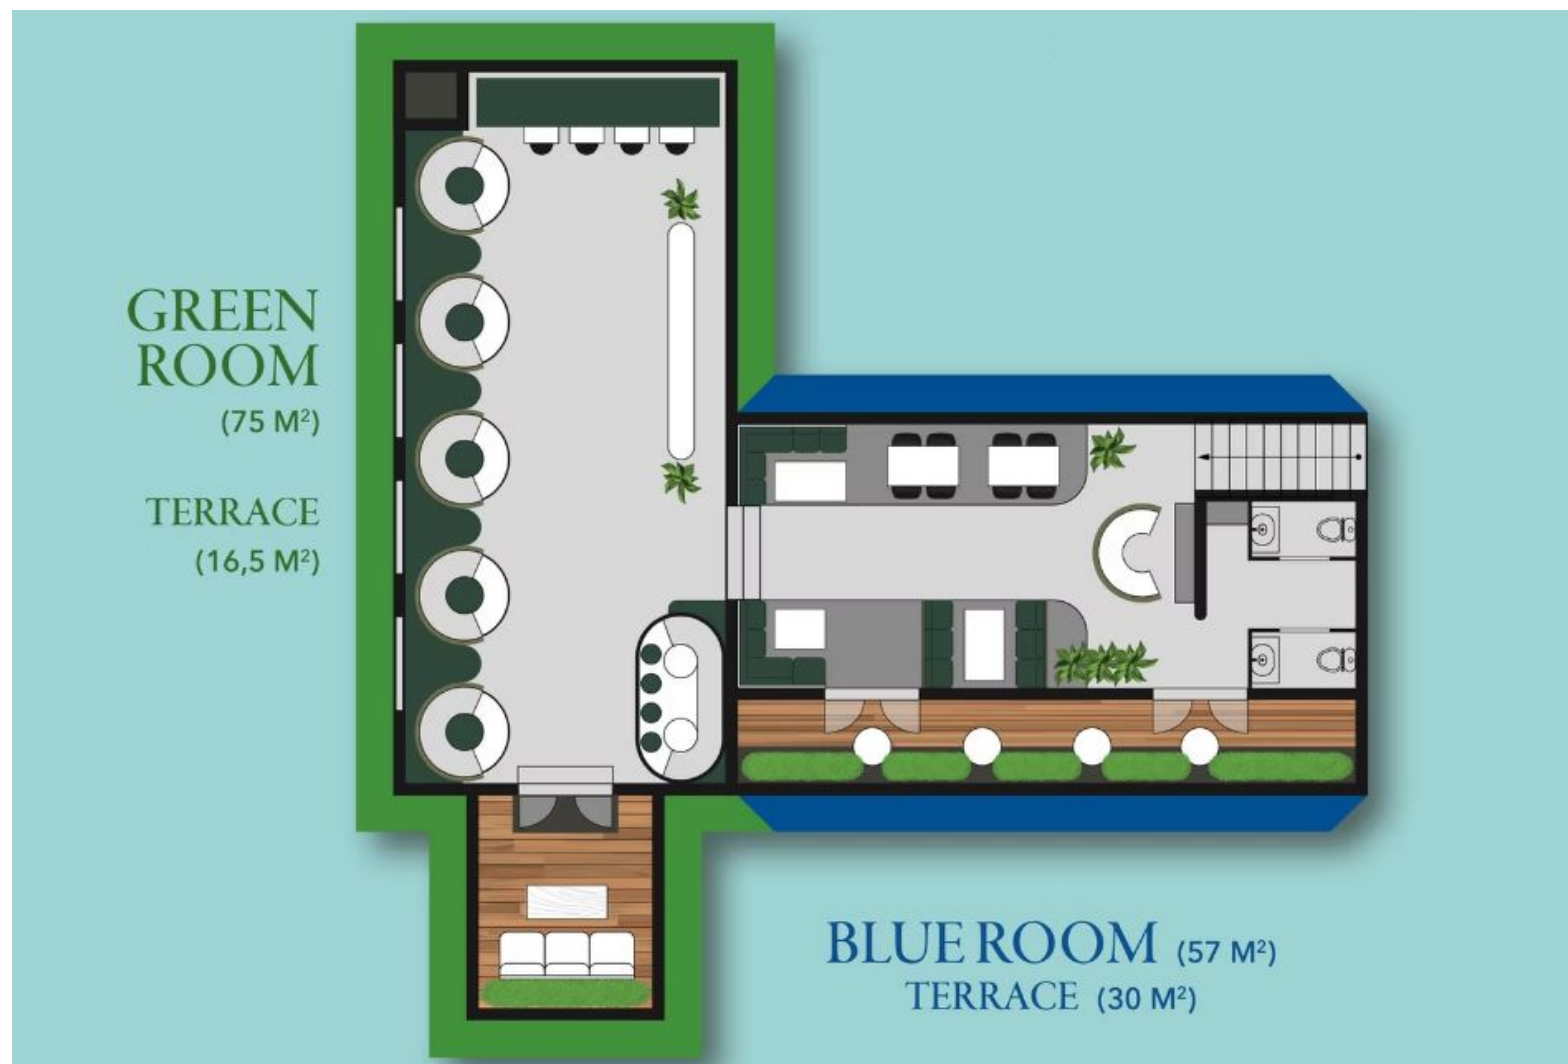 GREEN
ROOM
(75 M²)
TERRACE
(16,5 M²)
BLUE ROOM (57 M²)
TERRACE (30 M²)